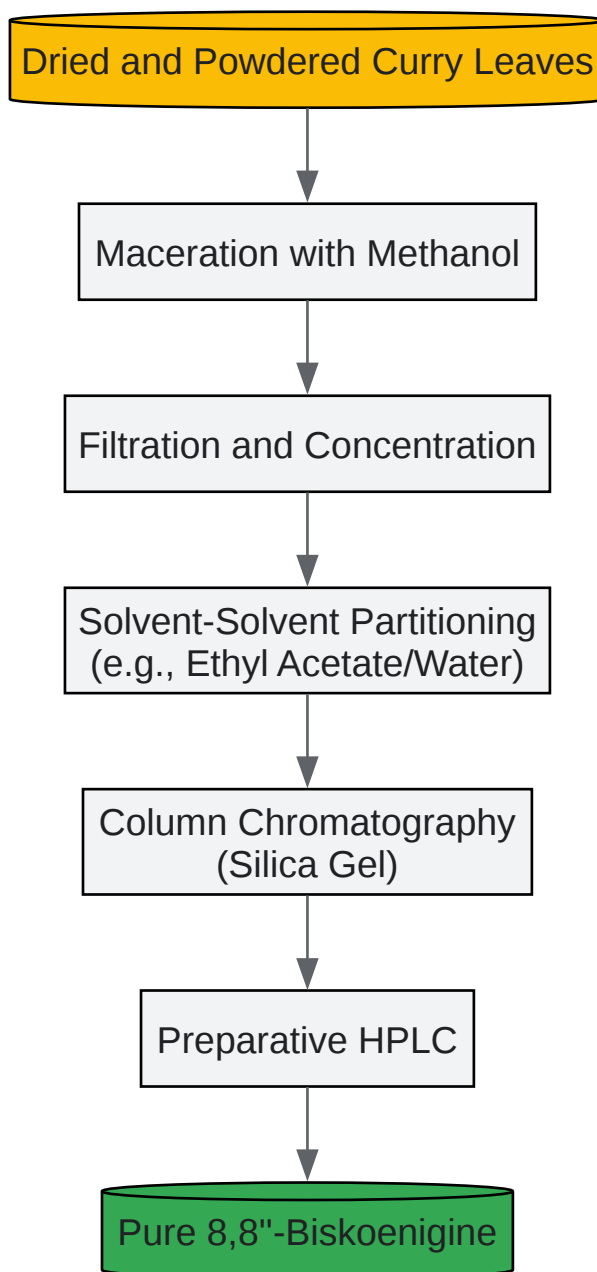 Dried and Powdered Curry Leaves
Maceration with Methanol
Filtration and Concentration
Solvent-Solvent Partitioning
(e.g., Ethyl Acetate/Water)
Column Chromatography
(Silica Gel)
Preparative HPLC
Pure 8,8"-Biskoenigine